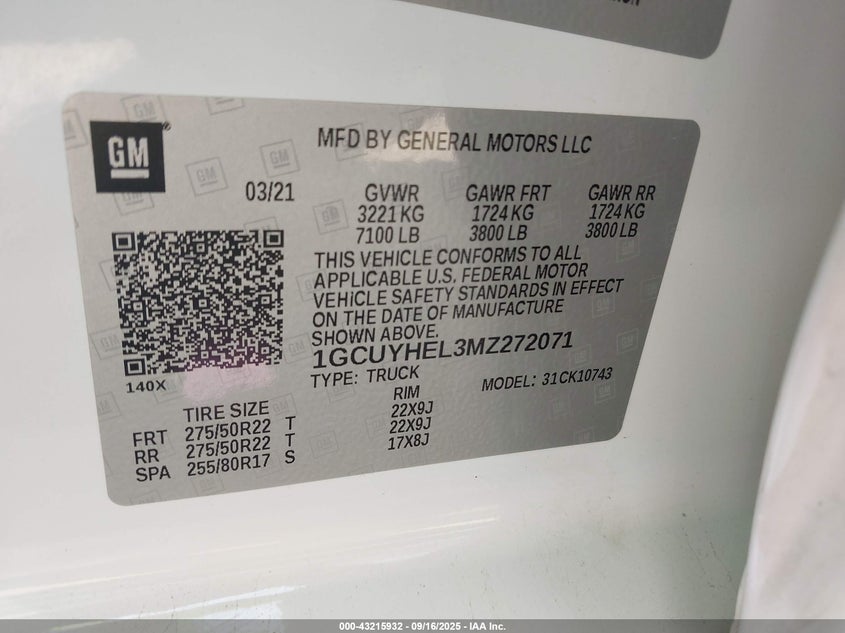 GM
MFD BY GENERAL MOTORS LLC
03/21 GVWR GAWR FRT GAWR RR
3221 KG 1724 KG 1724 KG
7100 LB 3800 LB 3800 LB
THIS VEHICLE CONFORMS TO ALL
APPLICABLE U.S. FEDERAL MOTOR
VEHICLE SAFETY STANDARDS IN EFFECT
ON THE DATE OF MANUFACTURE
SHOWN ABOVE.
1GCUYHEL3MZ272071
140X
TYPE: TRUCK MODEL: 31CK10743
TIRE SIZE RIM
FRT 275/50R22 T 22X9J
RR 275/50R22 T 22X9J
SPA 255/80R17 S 17X8J
000-43215932 - 09/16/2025 - IAA Inc.